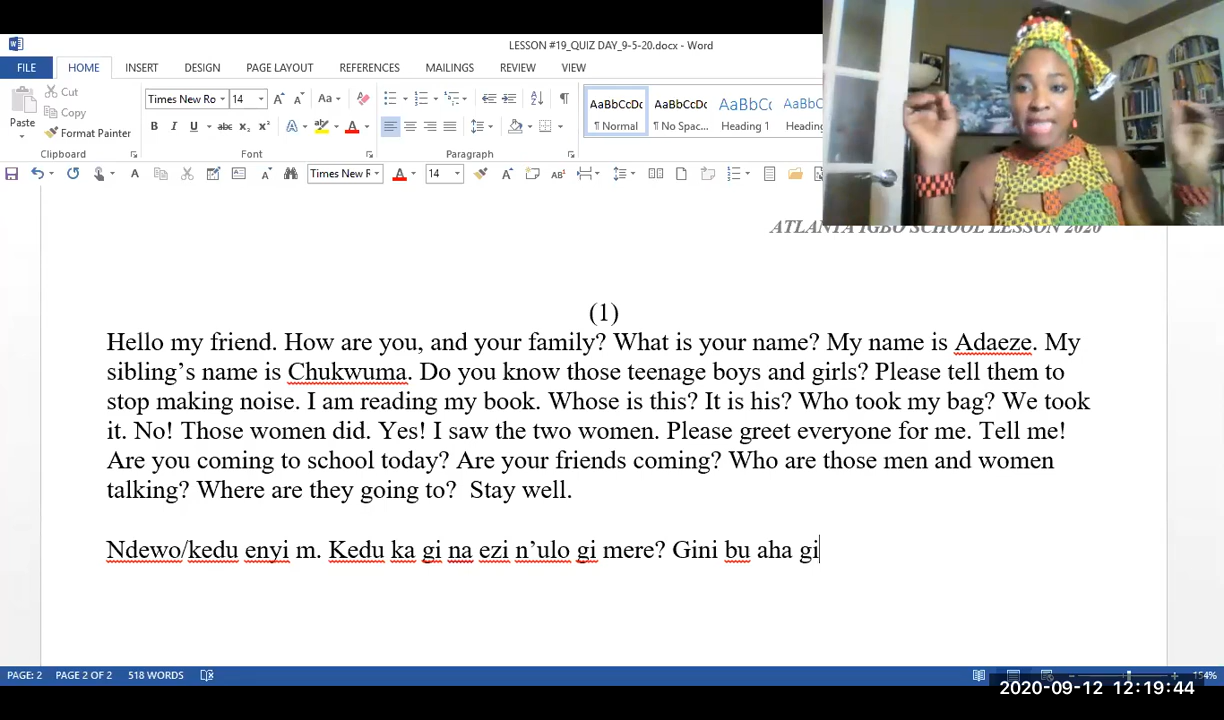 LESSON #19_QUIZ DAY_9-5-20.docx - Word
FILE HOME INSERT DESIGN PAGE LAYOUT REFERENCES MAILINGS REVIEW VIEW
Cut
Copy
Format Painter
Paste
Times New Ro 14
AaBbCcDc AaBbCcDc AaBbCc AaBbCc
¶ Normal ¶ No Spac... Heading 1 Heading
Clipboard Font Paragraph
Times New R 14
ATLANTA IGBO SCHOOL LESSON 2020
(1)
Hello my friend. How are you, and your family? What is your name? My name is Adaeze. My
sibling’s name is Chukwuma. Do you know those teenage boys and girls? Please tell them to
stop making noise. I am reading my book. Whose is this? It is his? Who took my bag? We took
it. No! Those women did. Yes! I saw the two women. Please greet everyone for me. Tell me!
Are you coming to school today? Are your friends coming? Who are those men and women
talking? Where are they going to?  Stay well.
Ndewo/kedu enyi m. Kedu ka gi na ezi n’ulo gi mere? Gini bu aha gi
PAGE: 2 PAGE 2 OF 2 518 WORDS 154%
2020-09-12 12:19:44